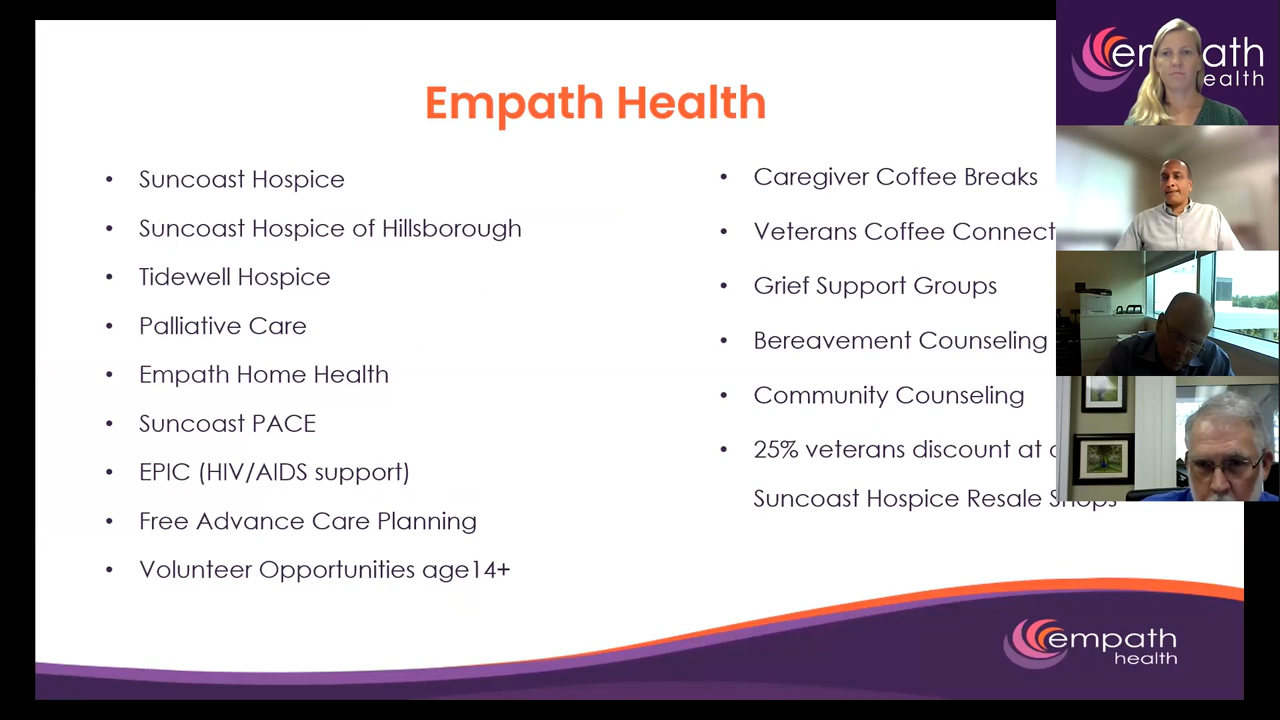 Empath Health
• Suncoast Hospice
• Suncoast Hospice of Hillsborough
• Tidewell Hospice
• Palliative Care
• Empath Home Health
• Suncoast PACE
• EPIC (HIV/AIDS support)
• Free Advance Care Planning
• Volunteer Opportunities age14+
• Caregiver Coffee Breaks
• Veterans Coffee Connect
• Grief Support Groups
• Bereavement Counseling
• Community Counseling
• 25% veterans discount at
Suncoast Hospice Resale Shops
empath
health